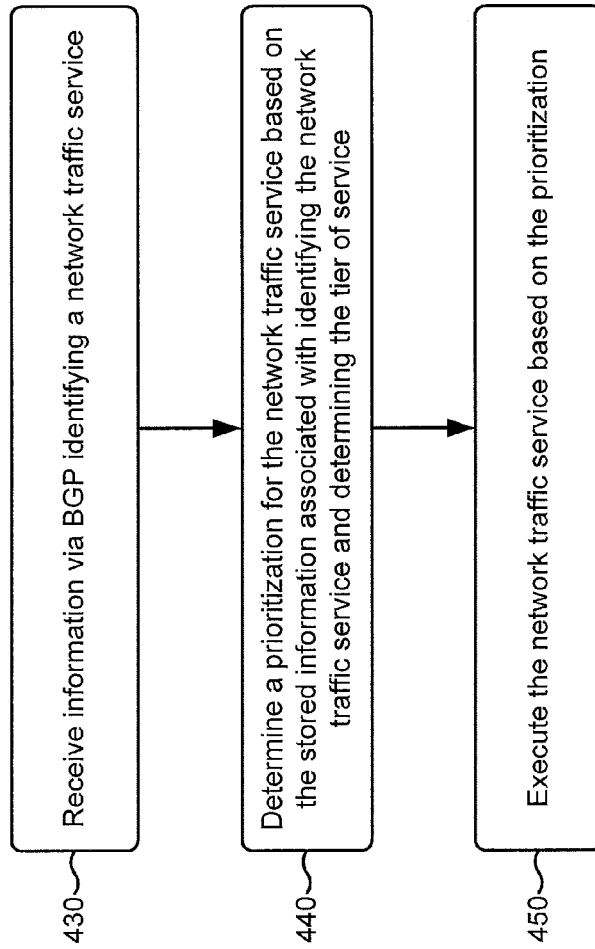 430
Receive information via BGP identifying a network traffic service
440
Determine a prioritization for the network traffic service based on
the stored information associated with identifying the network
traffic service and determining the tier of service
450
Execute the network traffic service based on the prioritization